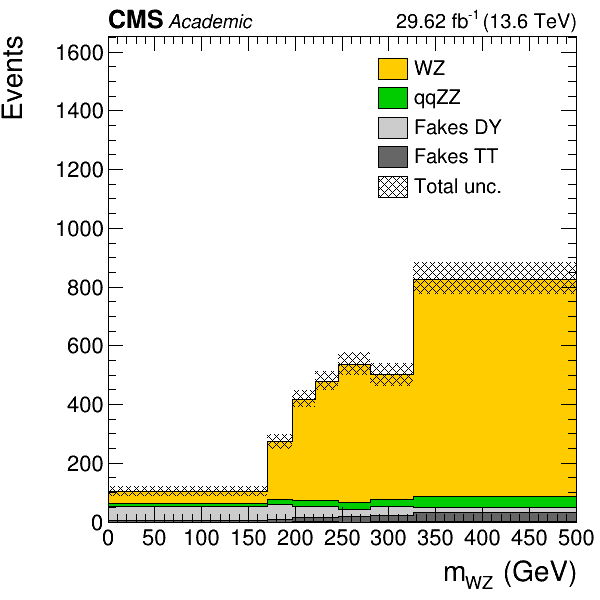 CMS Academic 29.62 fb⁻¹ (13.6 TeV)
Events
1600
1400
1200
1000
800
600
400
200
0
WZ
qqZZ
Fakes DY
Fakes TT
Total unc.
0 50 100 150 200 250 300 350 400 450 500
m_WZ (GeV)